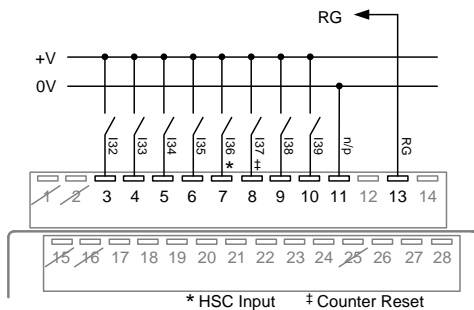 RG
+V
0V
I32 I33 I34 I35 I36 I37 I38 I39 n/p RG
* ‡
1 2 3 4 5 6 7 8 9 10 11 12 13 14
15 16 17 18 19 20 21 22 23 24 25 26 27 28
* HSC Input ‡ Counter Reset